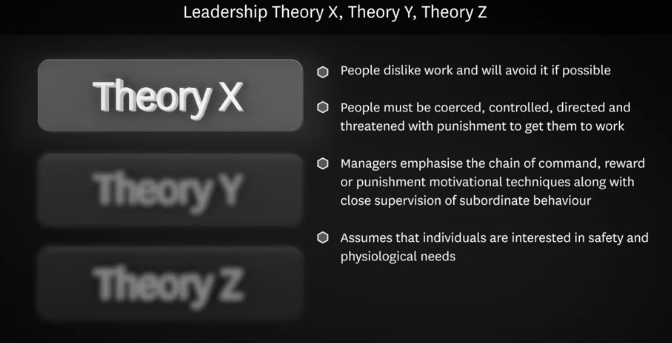 Leadership Theory X, Theory Y, Theory Z
Theory X
People dislike work and will avoid it if possible
People must be coerced, controlled, directed and
threatened with punishment to get them to work
Managers emphasise the chain of command, reward
or punishment motivational techniques along with
close supervision of subordinate behaviour
Assumes that individuals are interested in safety and
physiological needs
Theory Y
Theory Z